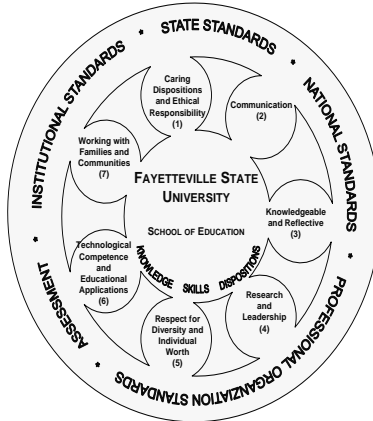 STATE STANDARDS
NATIONAL STANDARDS
PROFESSIONAL ORGANIZATION STANDARDS
ASSESSMENT
INSTITUTIONAL STANDARDS
Caring
Dispositions
and Ethical
Responsibility
(1)
Communication
(2)
Knowledgeable
and Reflective
(3)
Research
and
Leadership
(4)
Respect for
Diversity and
Individual
Worth
(5)
Technological
Competence
and
Educational
Applications
(6)
Working with
Families and
Communities
(7)
FAYETTEVILLE STATE
UNIVERSITY
SCHOOL OF EDUCATION
KNOWLEDGE SKILLS DISPOSITIONS